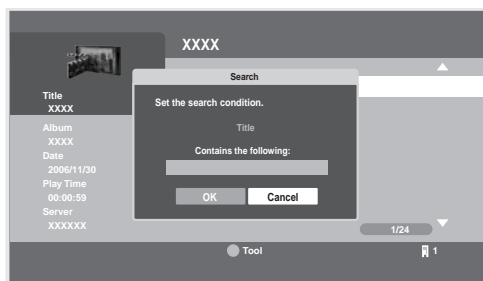 XXXX
Search
Title
XXXX
Set the search condition.
Title
Contains the following:
OK Cancel
Album
XXXX
Date
2006/11/30
Play Time
00:00:59
Server
XXXXXX
1/24
Tool
1